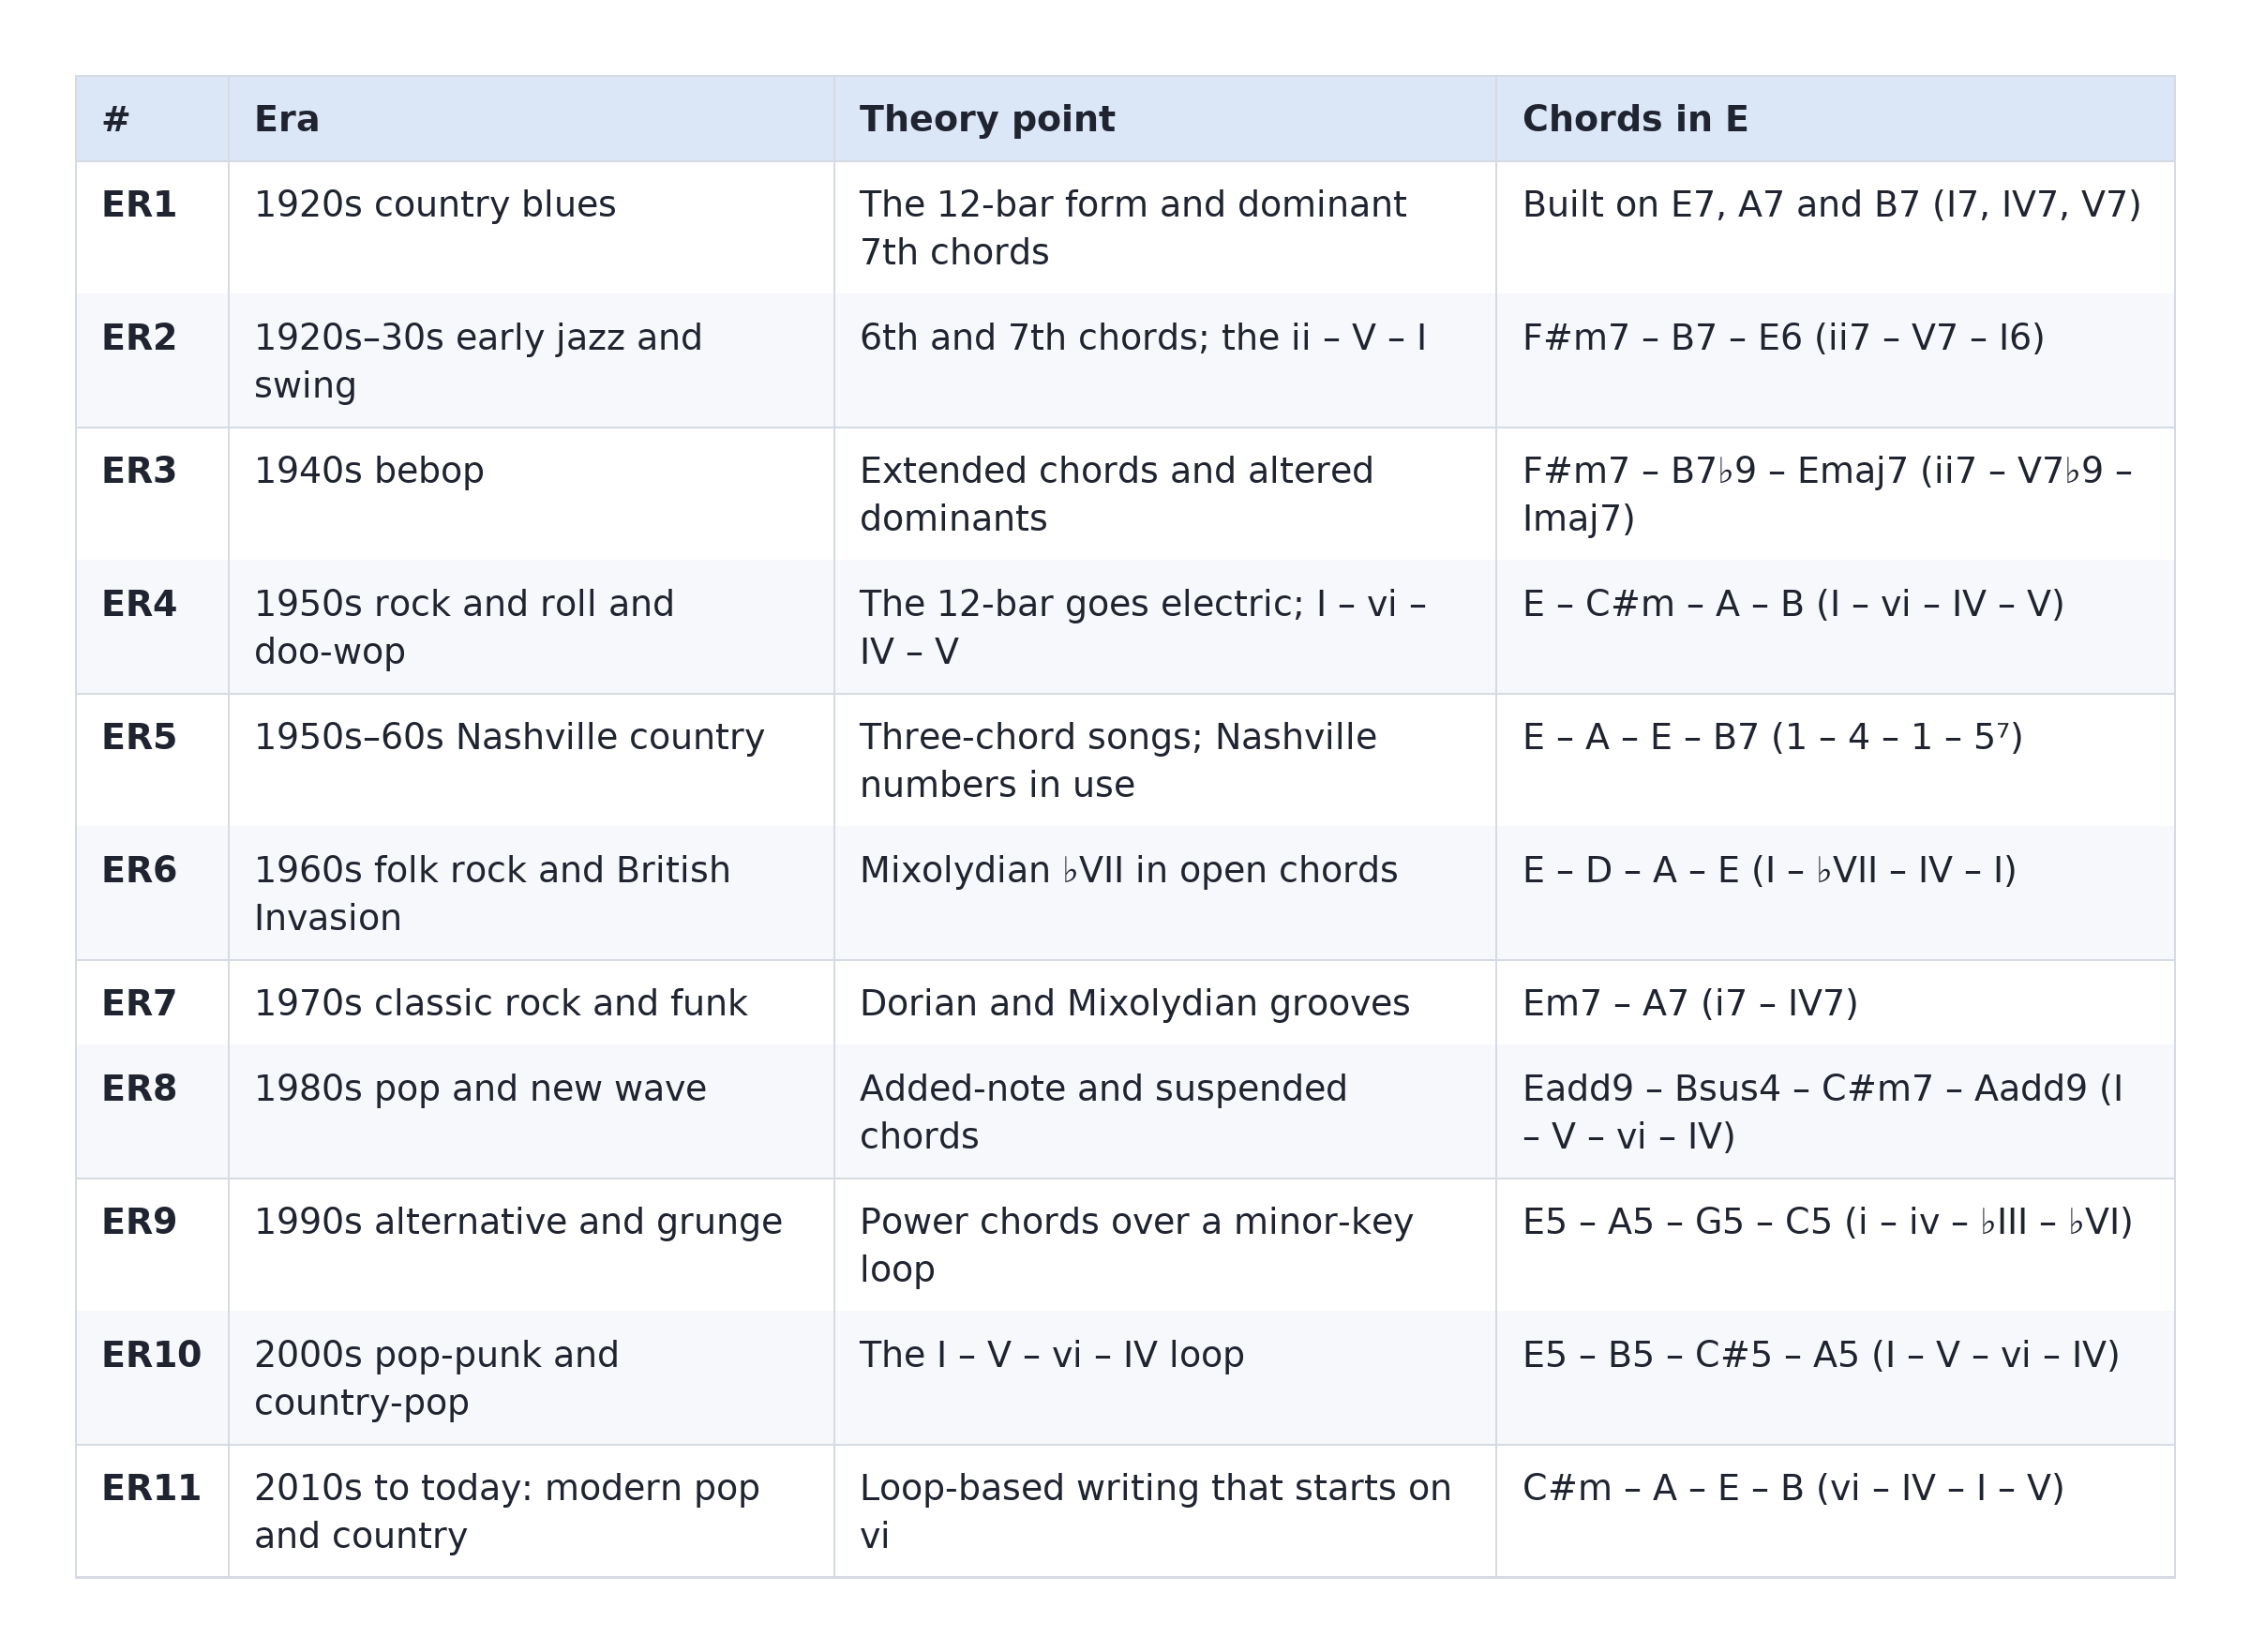 # Era Theory point Chords in E
ER1 1920s country blues The 12-bar form and dominant Built on E7, A7 and B7 (I7, IV7, V7)
7th chords
ER2 1920s–30s early jazz and 6th and 7th chords; the ii – V – I F#m7 – B7 – E6 (ii7 – V7 – I6)
swing
ER3 1940s bebop Extended chords and altered F#m7 – B7♭9 – Emaj7 (ii7 – V7♭9 –
dominants Imaj7)
ER4 1950s rock and roll and The 12-bar goes electric; I – vi – E – C#m – A – B (I – vi – IV – V)
doo-wop IV – V
ER5 1950s–60s Nashville country Three-chord songs; Nashville E – A – E – B7 (1 – 4 – 1 – 5⁷)
numbers in use
ER6 1960s folk rock and British Mixolydian ♭VII in open chords E – D – A – E (I – ♭VII – IV – I)
Invasion
ER7 1970s classic rock and funk Dorian and Mixolydian grooves Em7 – A7 (i7 – IV7)
ER8 1980s pop and new wave Added-note and suspended Eadd9 – Bsus4 – C#m7 – Aadd9 (I
chords – V – vi – IV)
ER9 1990s alternative and grunge Power chords over a minor-key E5 – A5 – G5 – C5 (i – iv – ♭III – ♭VI)
loop
ER10 2000s pop-punk and The I – V – vi – IV loop E5 – B5 – C#5 – A5 (I – V – vi – IV)
country-pop
ER11 2010s to today: modern pop Loop-based writing that starts on C#m – A – E – B (vi – IV – I – V)
and country vi